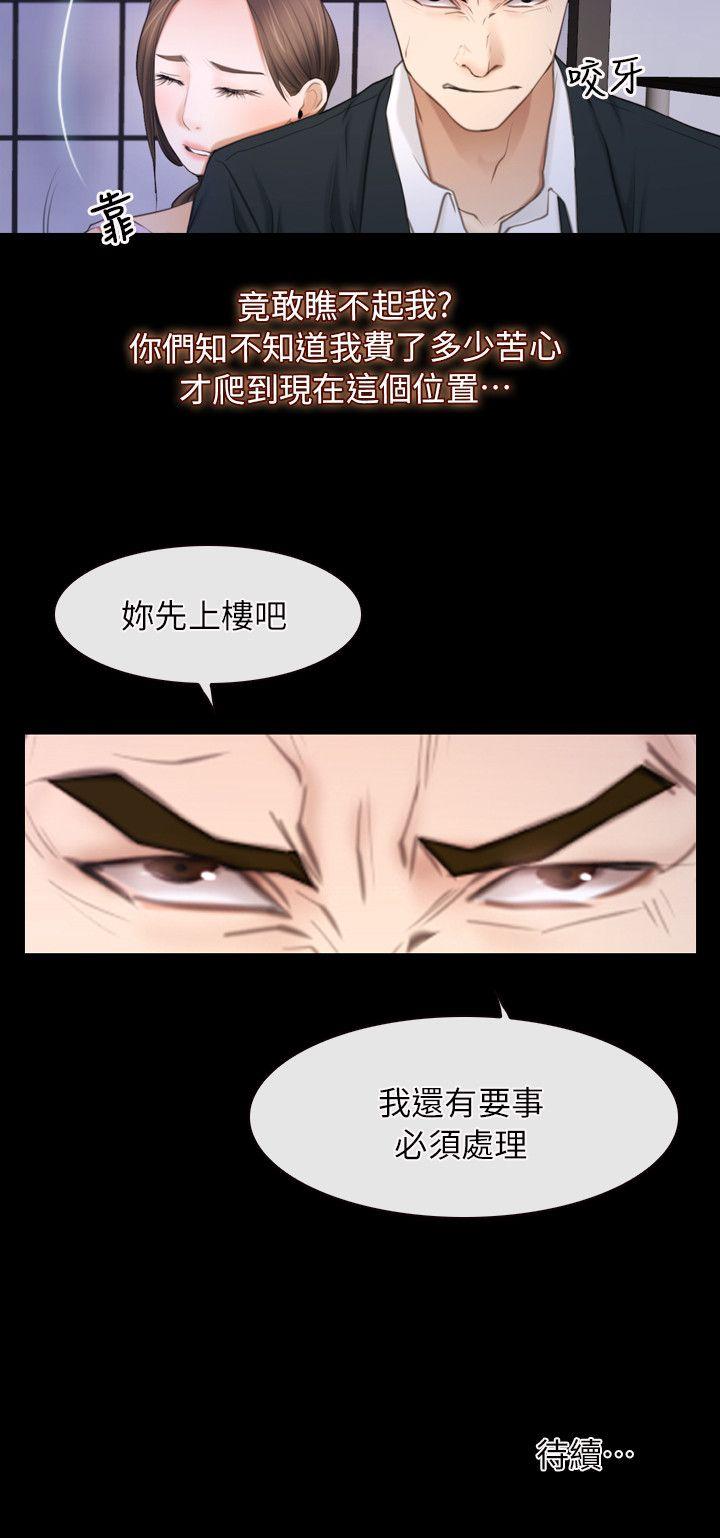 咬牙
靠
竟敢瞧不起我?
你們知不知道我費了多少苦心
才爬到現在這個位置…
妳先上樓吧
我還有要事
必須處理
待續…